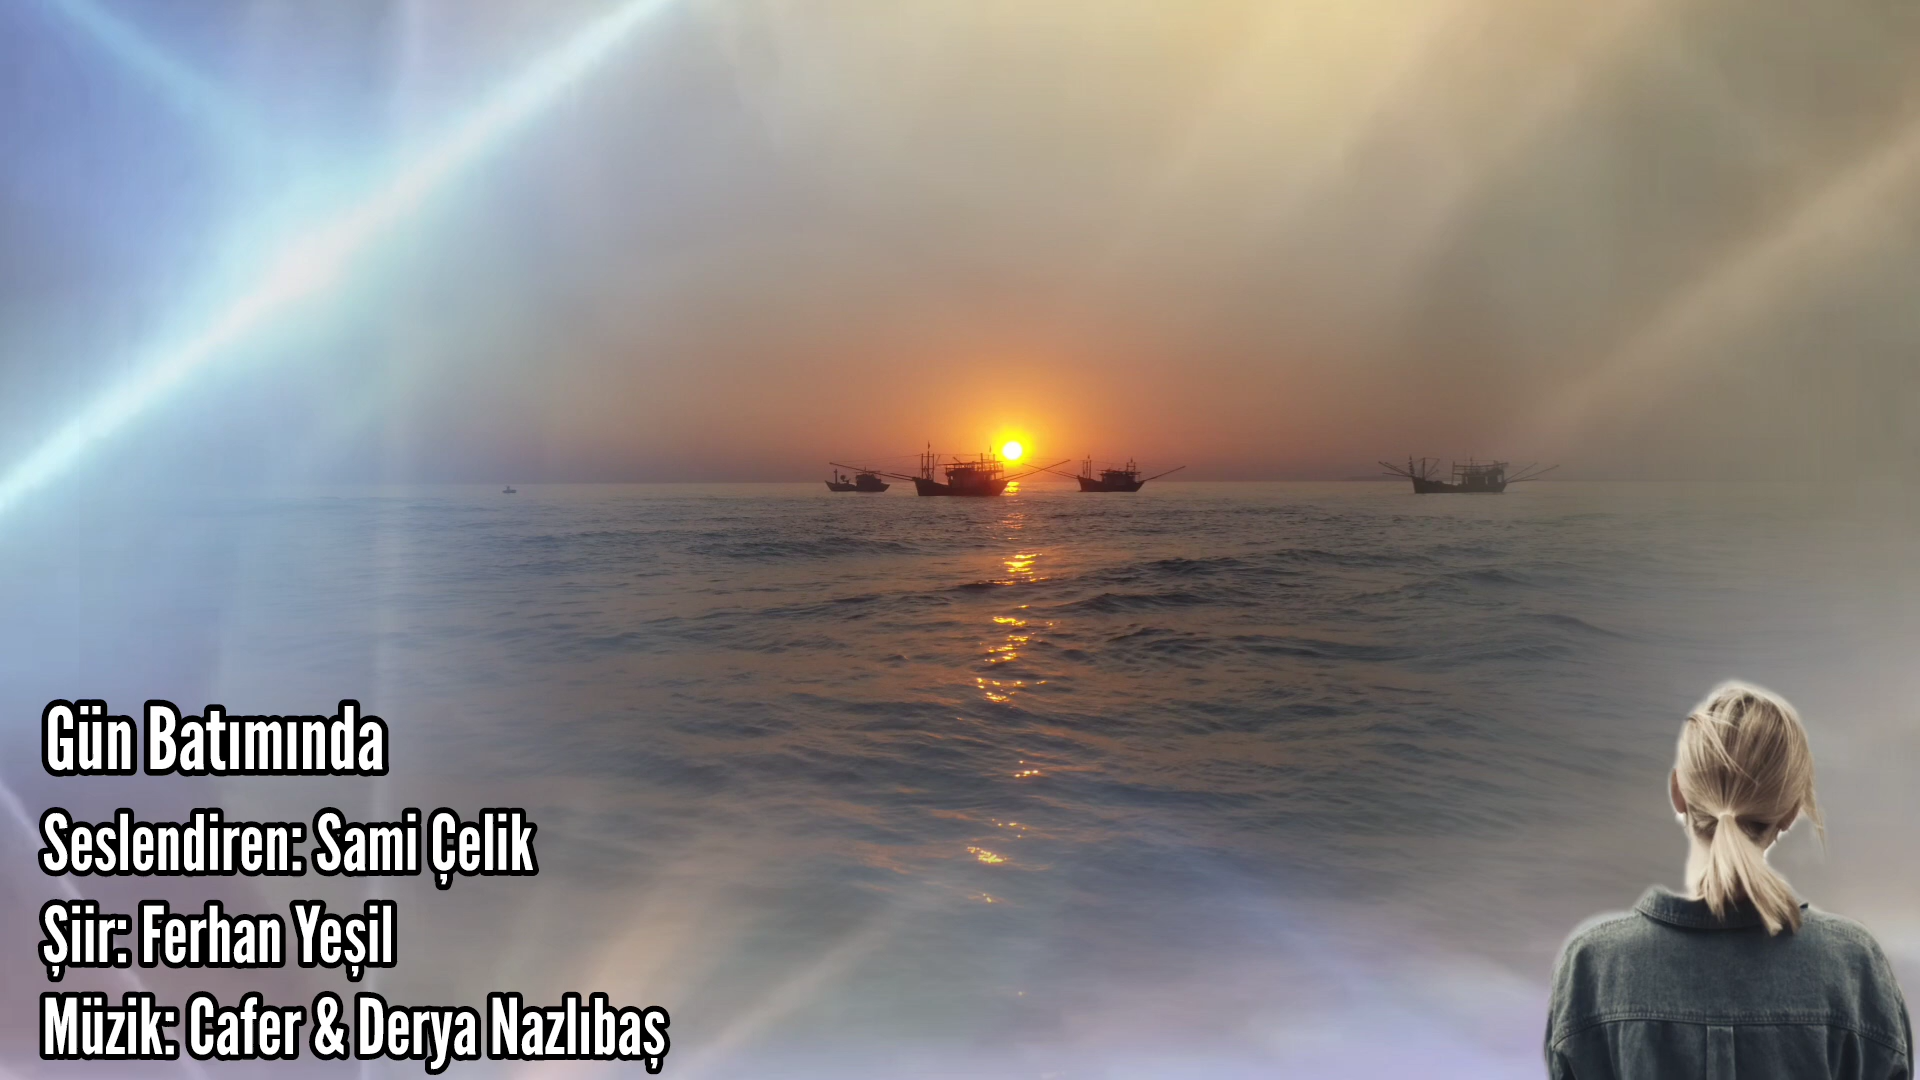 Gün Batımında
Seslendiren: Sami Çelik
Şiir: Ferhan Yeşil
Müzik: Cafer & Derya Nazlıbaş